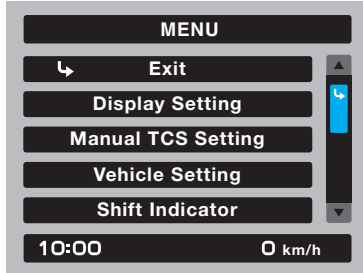 MENU
Exit
Display Setting
Manual TCS Setting
Vehicle Setting
Shift Indicator
10:00 0 km/h